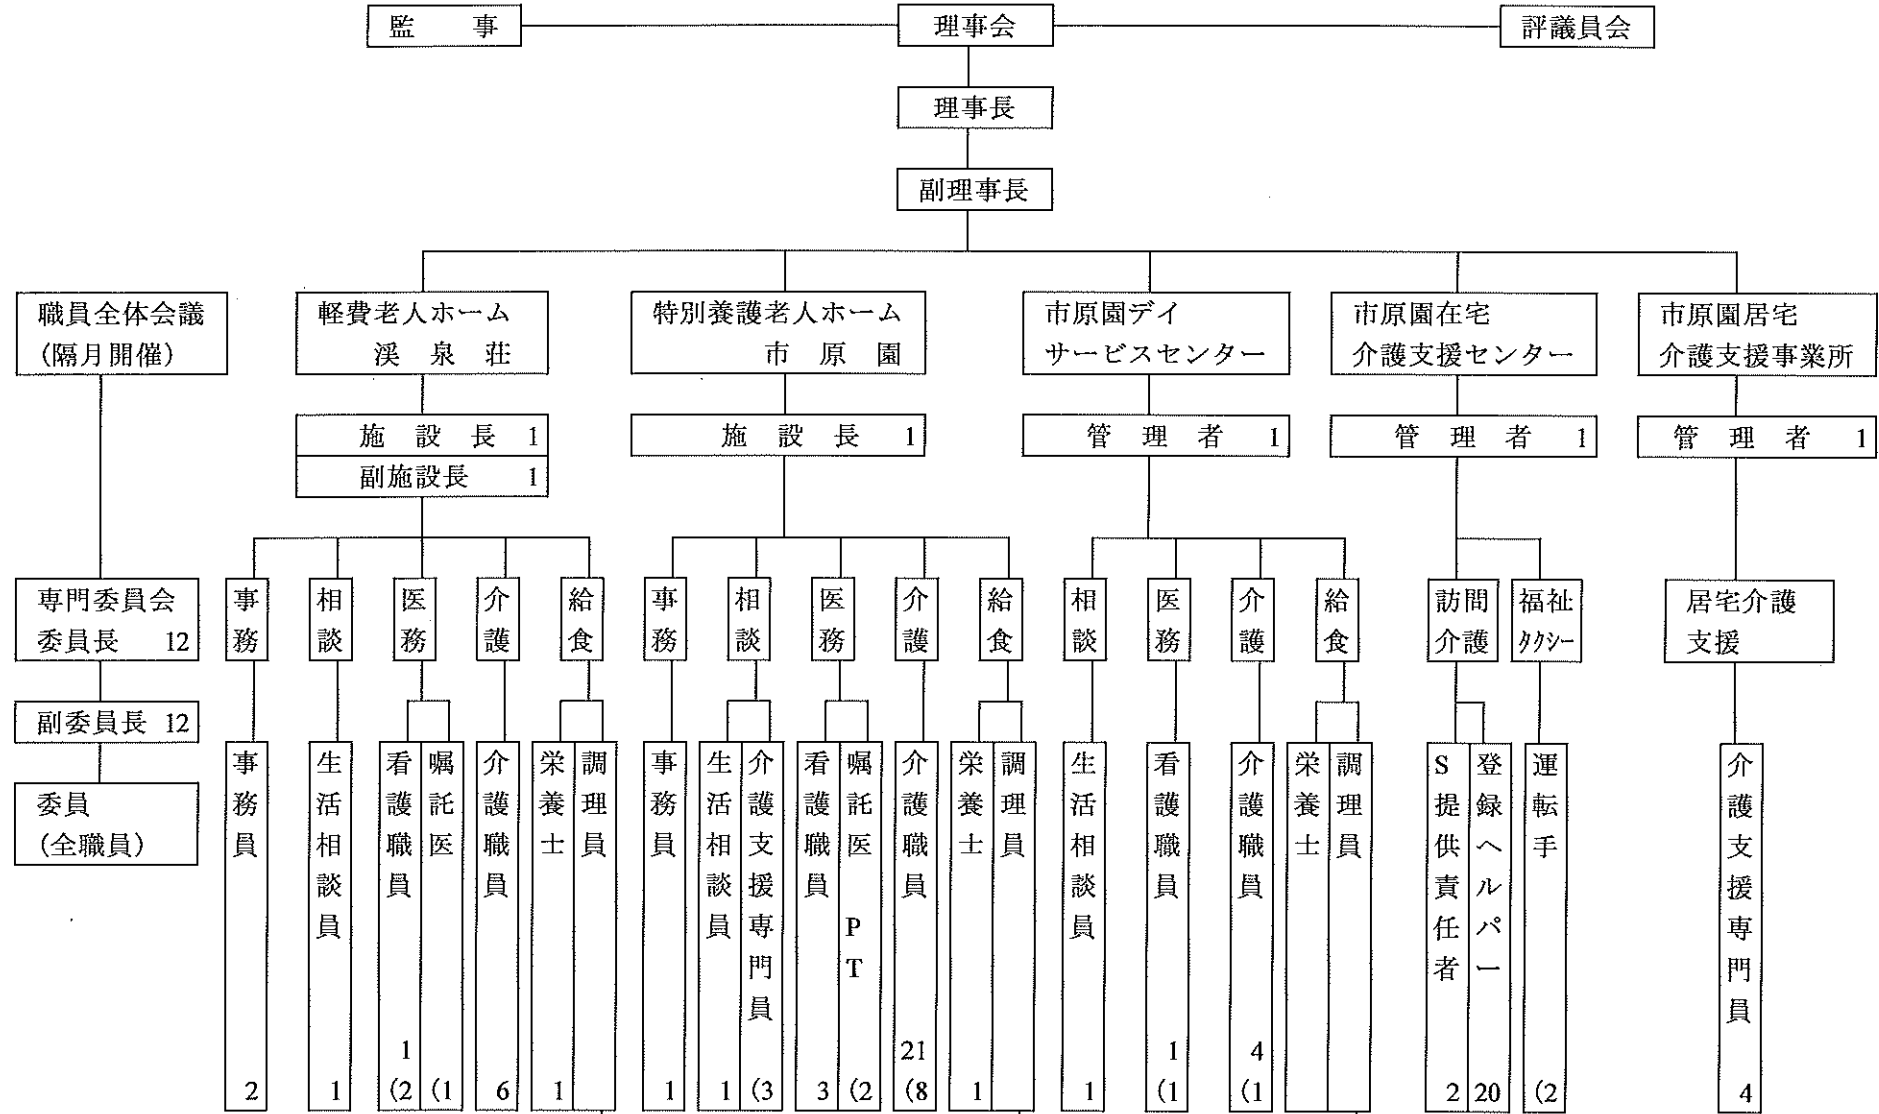 監事
理事会
評議員会
理事長
副理事長
職員全体会議
(隔月開催)
軽費老人ホーム
渓泉荘
特別養護老人ホーム
市原園
市原園デイ
サービスセンター
市原園在宅
介護支援センター
市原園居宅
介護支援事業所
施設長 1
副施設長 1
施設長 1
管理者 1
管理者 1
管理者 1
専門委員会
委員長 12
副委員長 12
委員
(全職員)
事務
相談
医務
介護
給食
事務
相談
医務
介護
給食
相談
医務
介護
給食
訪問
介護
福祉
タクシー
居宅介護
支援
事務員 2
生活相談員 1
看護職員 1 (2
嘱託医 (1
介護職員 6
栄養士 1
調理員
事務員 1
生活相談員 1
介護支援専門員 (3
看護職員 3
嘱託医 PT (2
介護職員 21 (8
栄養士 1
調理員
生活相談員 1
看護職員 1 (1
介護職員 4 (1
栄養士
調理員
S提供責任者 2
登録ヘルパー 20
運転手 (2
介護支援専門員 4